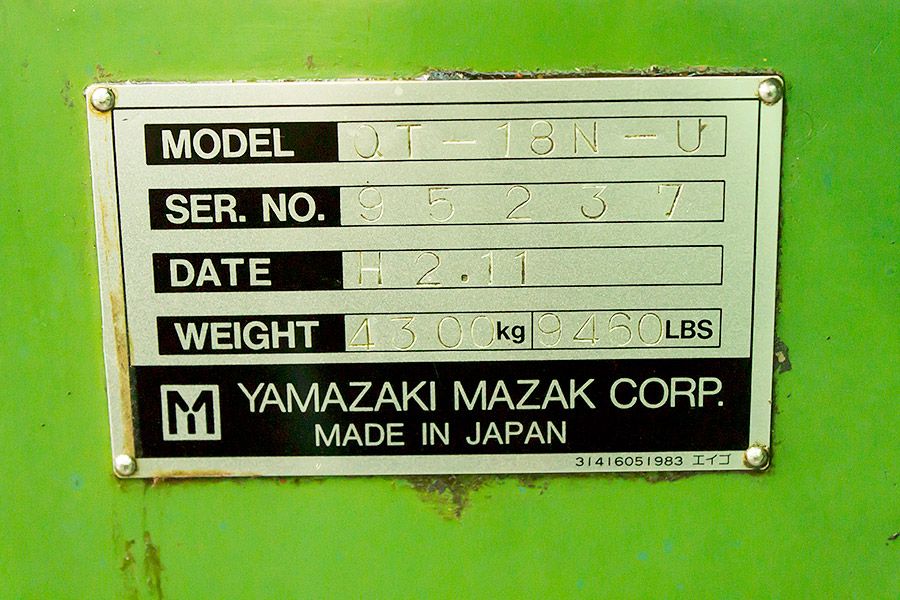 MODEL QT-18N-U
SER. NO. 95237
DATE H2.11
WEIGHT 4300kg 9460LBS
YAMAZAKI MAZAK CORP.
MADE IN JAPAN
31416051983 エイゴ